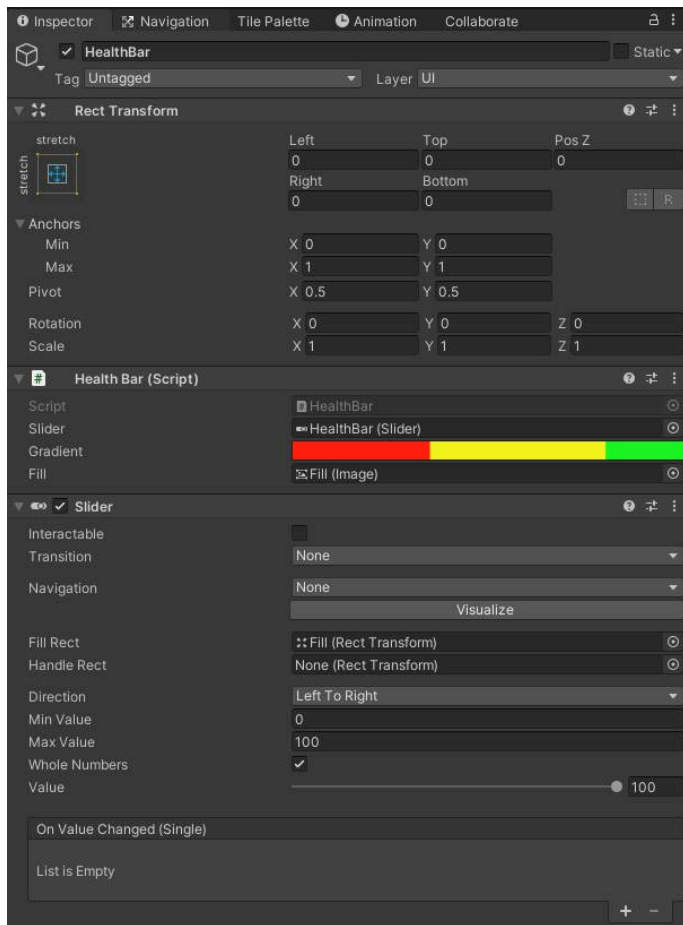 Inspector Navigation Tile Palette Animation Collaborate
HealthBar Static
Tag Untagged Layer UI
Rect Transform
stretch Left Top Pos Z
stretch 0 0 0
Right Bottom
0 0 R
Anchors
Min X 0 Y 0
Max X 1 Y 1
Pivot X 0.5 Y 0.5
Rotation X 0 Y 0 Z 0
Scale X 1 Y 1 Z 1
# Health Bar (Script)
Script # HealthBar
Slider HealthBar (Slider)
Gradient
Fill Fill (Image)
Slider
Interactable
Transition None
Navigation None
Visualize
Fill Rect Fill (Rect Transform)
Handle Rect None (Rect Transform)
Direction Left To Right
Min Value 0
Max Value 100
Whole Numbers
Value 100
On Value Changed (Single)
List is Empty
+ −